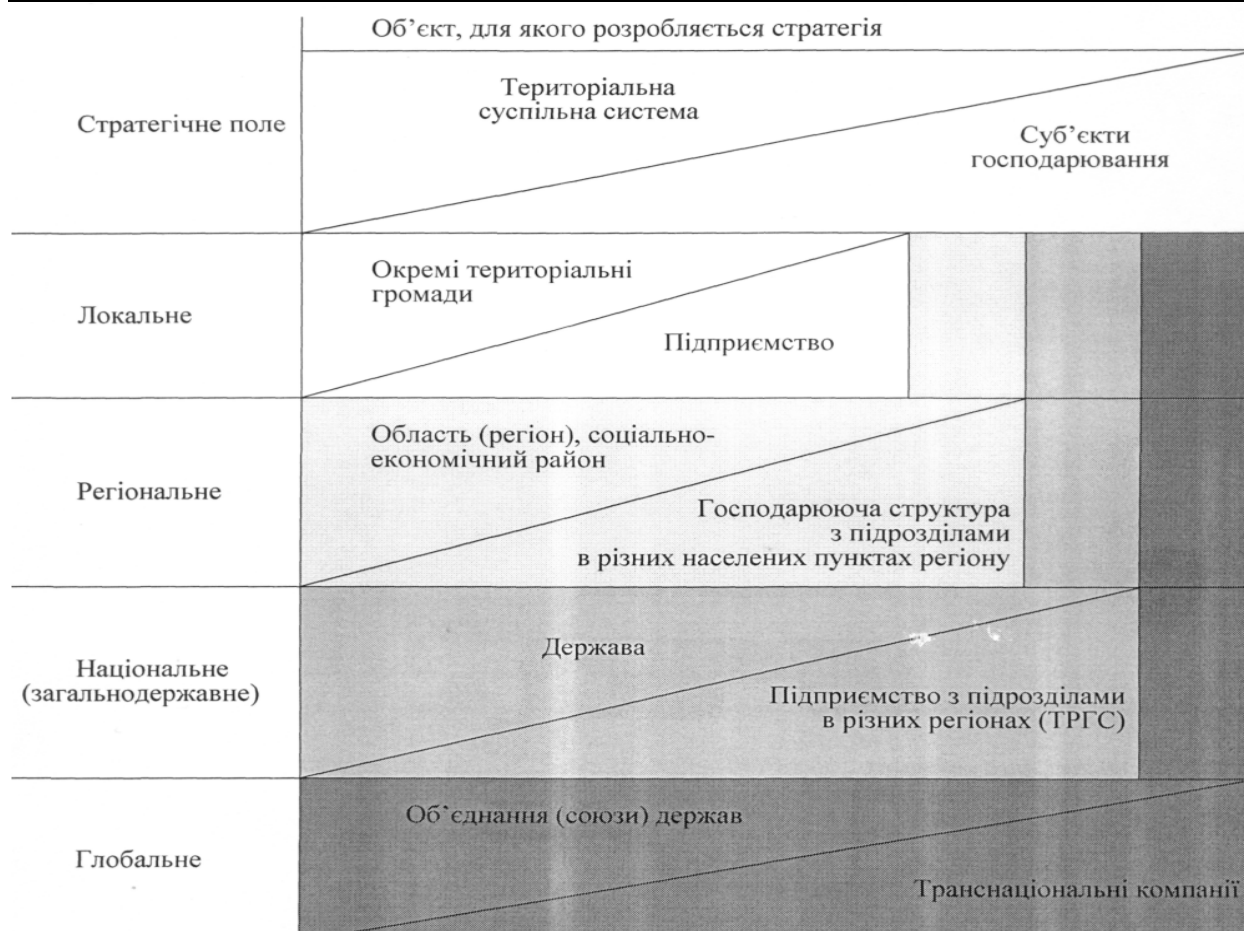 Об’єкт, для якого розробляється стратегія
Стратегічне поле
Територіальна
суспільна система
Суб’єкти
господарювання
Локальне
Окремі територіальні
громади
Підприємство
Регіональне
Область (регіон), соціально-
економічний район
Господарююча структура
з підрозділами
в різних населених пунктах регіону
Національне
(загальнодержавне)
Держава
Підприємство з підрозділами
в різних регіонах (ТРГС)
Глобальне
Об’єднання (союзи) держав
Транснаціональні компанії